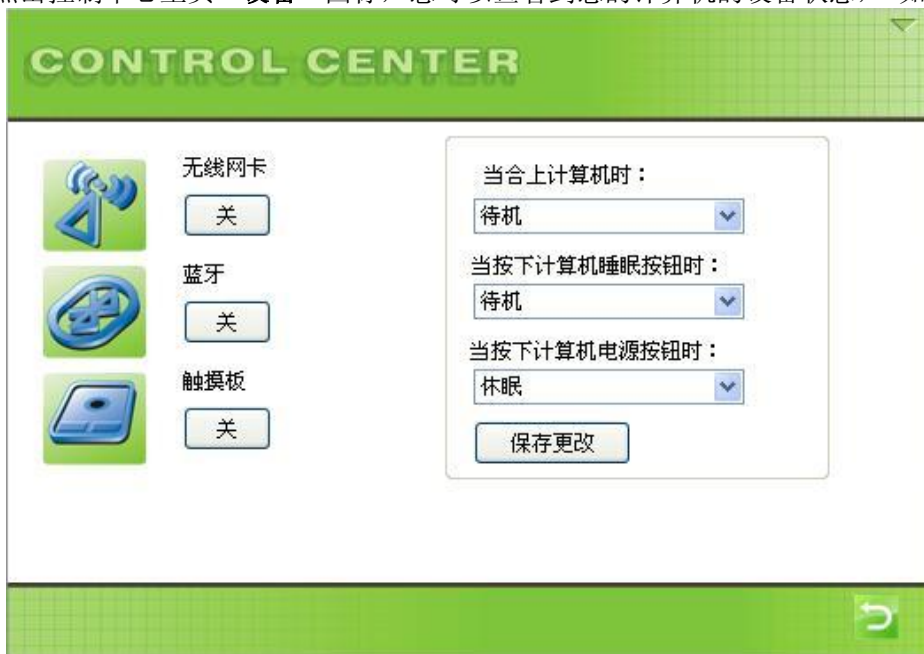 CONTROL CENTER
无线网卡
关
蓝牙
关
触摸板
关
当合上计算机时：
待机
当按下计算机睡眠按钮时：
待机
当按下计算机电源按钮时：
休眠
保存更改